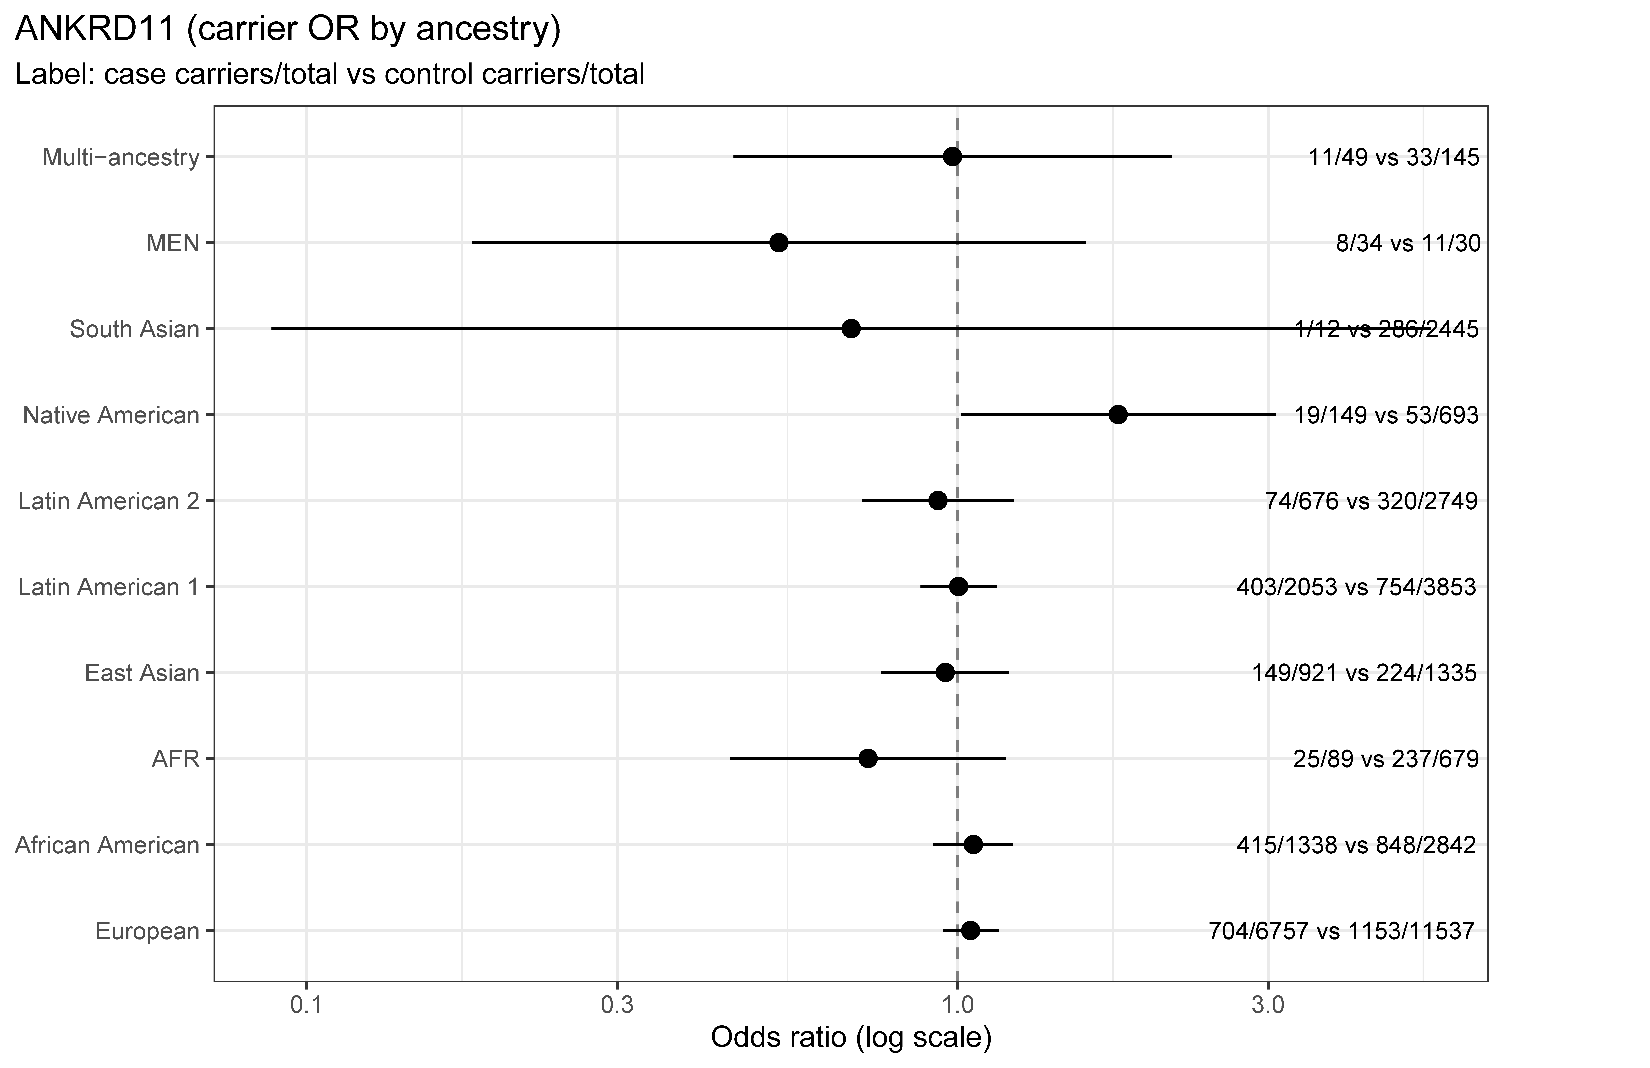 ANKRD11 (carrier OR by ancestry)
Label: case carriers/total vs control carriers/total
Multi−ancestry 11/49 vs 33/145
MEN 8/34 vs 11/30
South Asian 1/12 vs 286/2445
Native American 19/149 vs 53/693
Latin American 2 74/676 vs 320/2749
Latin American 1 403/2053 vs 754/3853
East Asian 149/921 vs 224/1335
AFR 25/89 vs 237/679
African American 415/1338 vs 848/2842
European 704/6757 vs 1153/11537
0.1 0.3 1.0 3.0
Odds ratio (log scale)